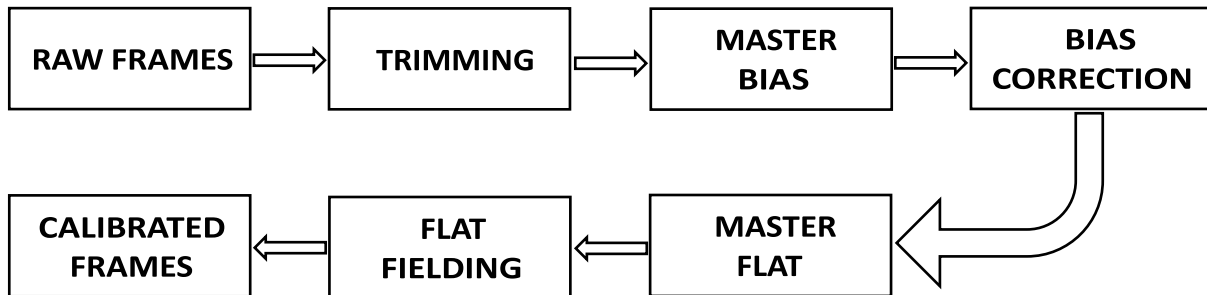 RAW FRAMES
TRIMMING
MASTER
BIAS
BIAS
CORRECTION
MASTER
FLAT
FLAT
FIELDING
CALIBRATED
FRAMES